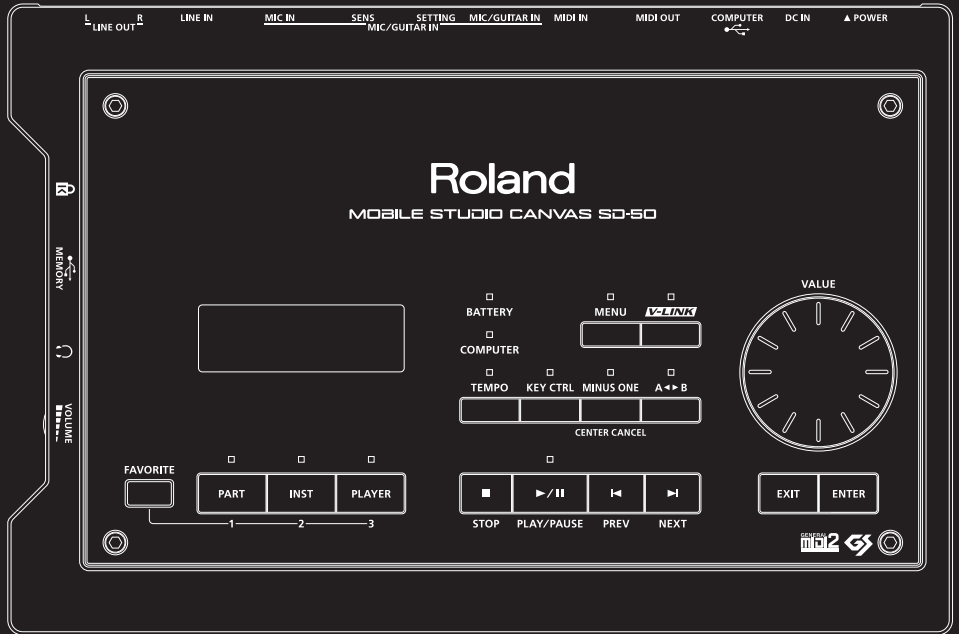 L R LINE IN MIC IN SENS SETTING MIC/GUITAR IN MIDI IN MIDI OUT COMPUTER DC IN ▲ POWER
LINE OUT MIC/GUITAR IN
Roland
MOBILE STUDIO CANVAS SD-50
MEMORY
VOLUME
VALUE
BATTERY MENU V-LINK
COMPUTER
TEMPO KEY CTRL MINUS ONE A◄►B
CENTER CANCEL
FAVORITE
PART INST PLAYER ■ ►/❚❚ |◄ ►| EXIT ENTER
1 2 3 STOP PLAY/PAUSE PREV NEXT
GENERAL
MIDI2 GS